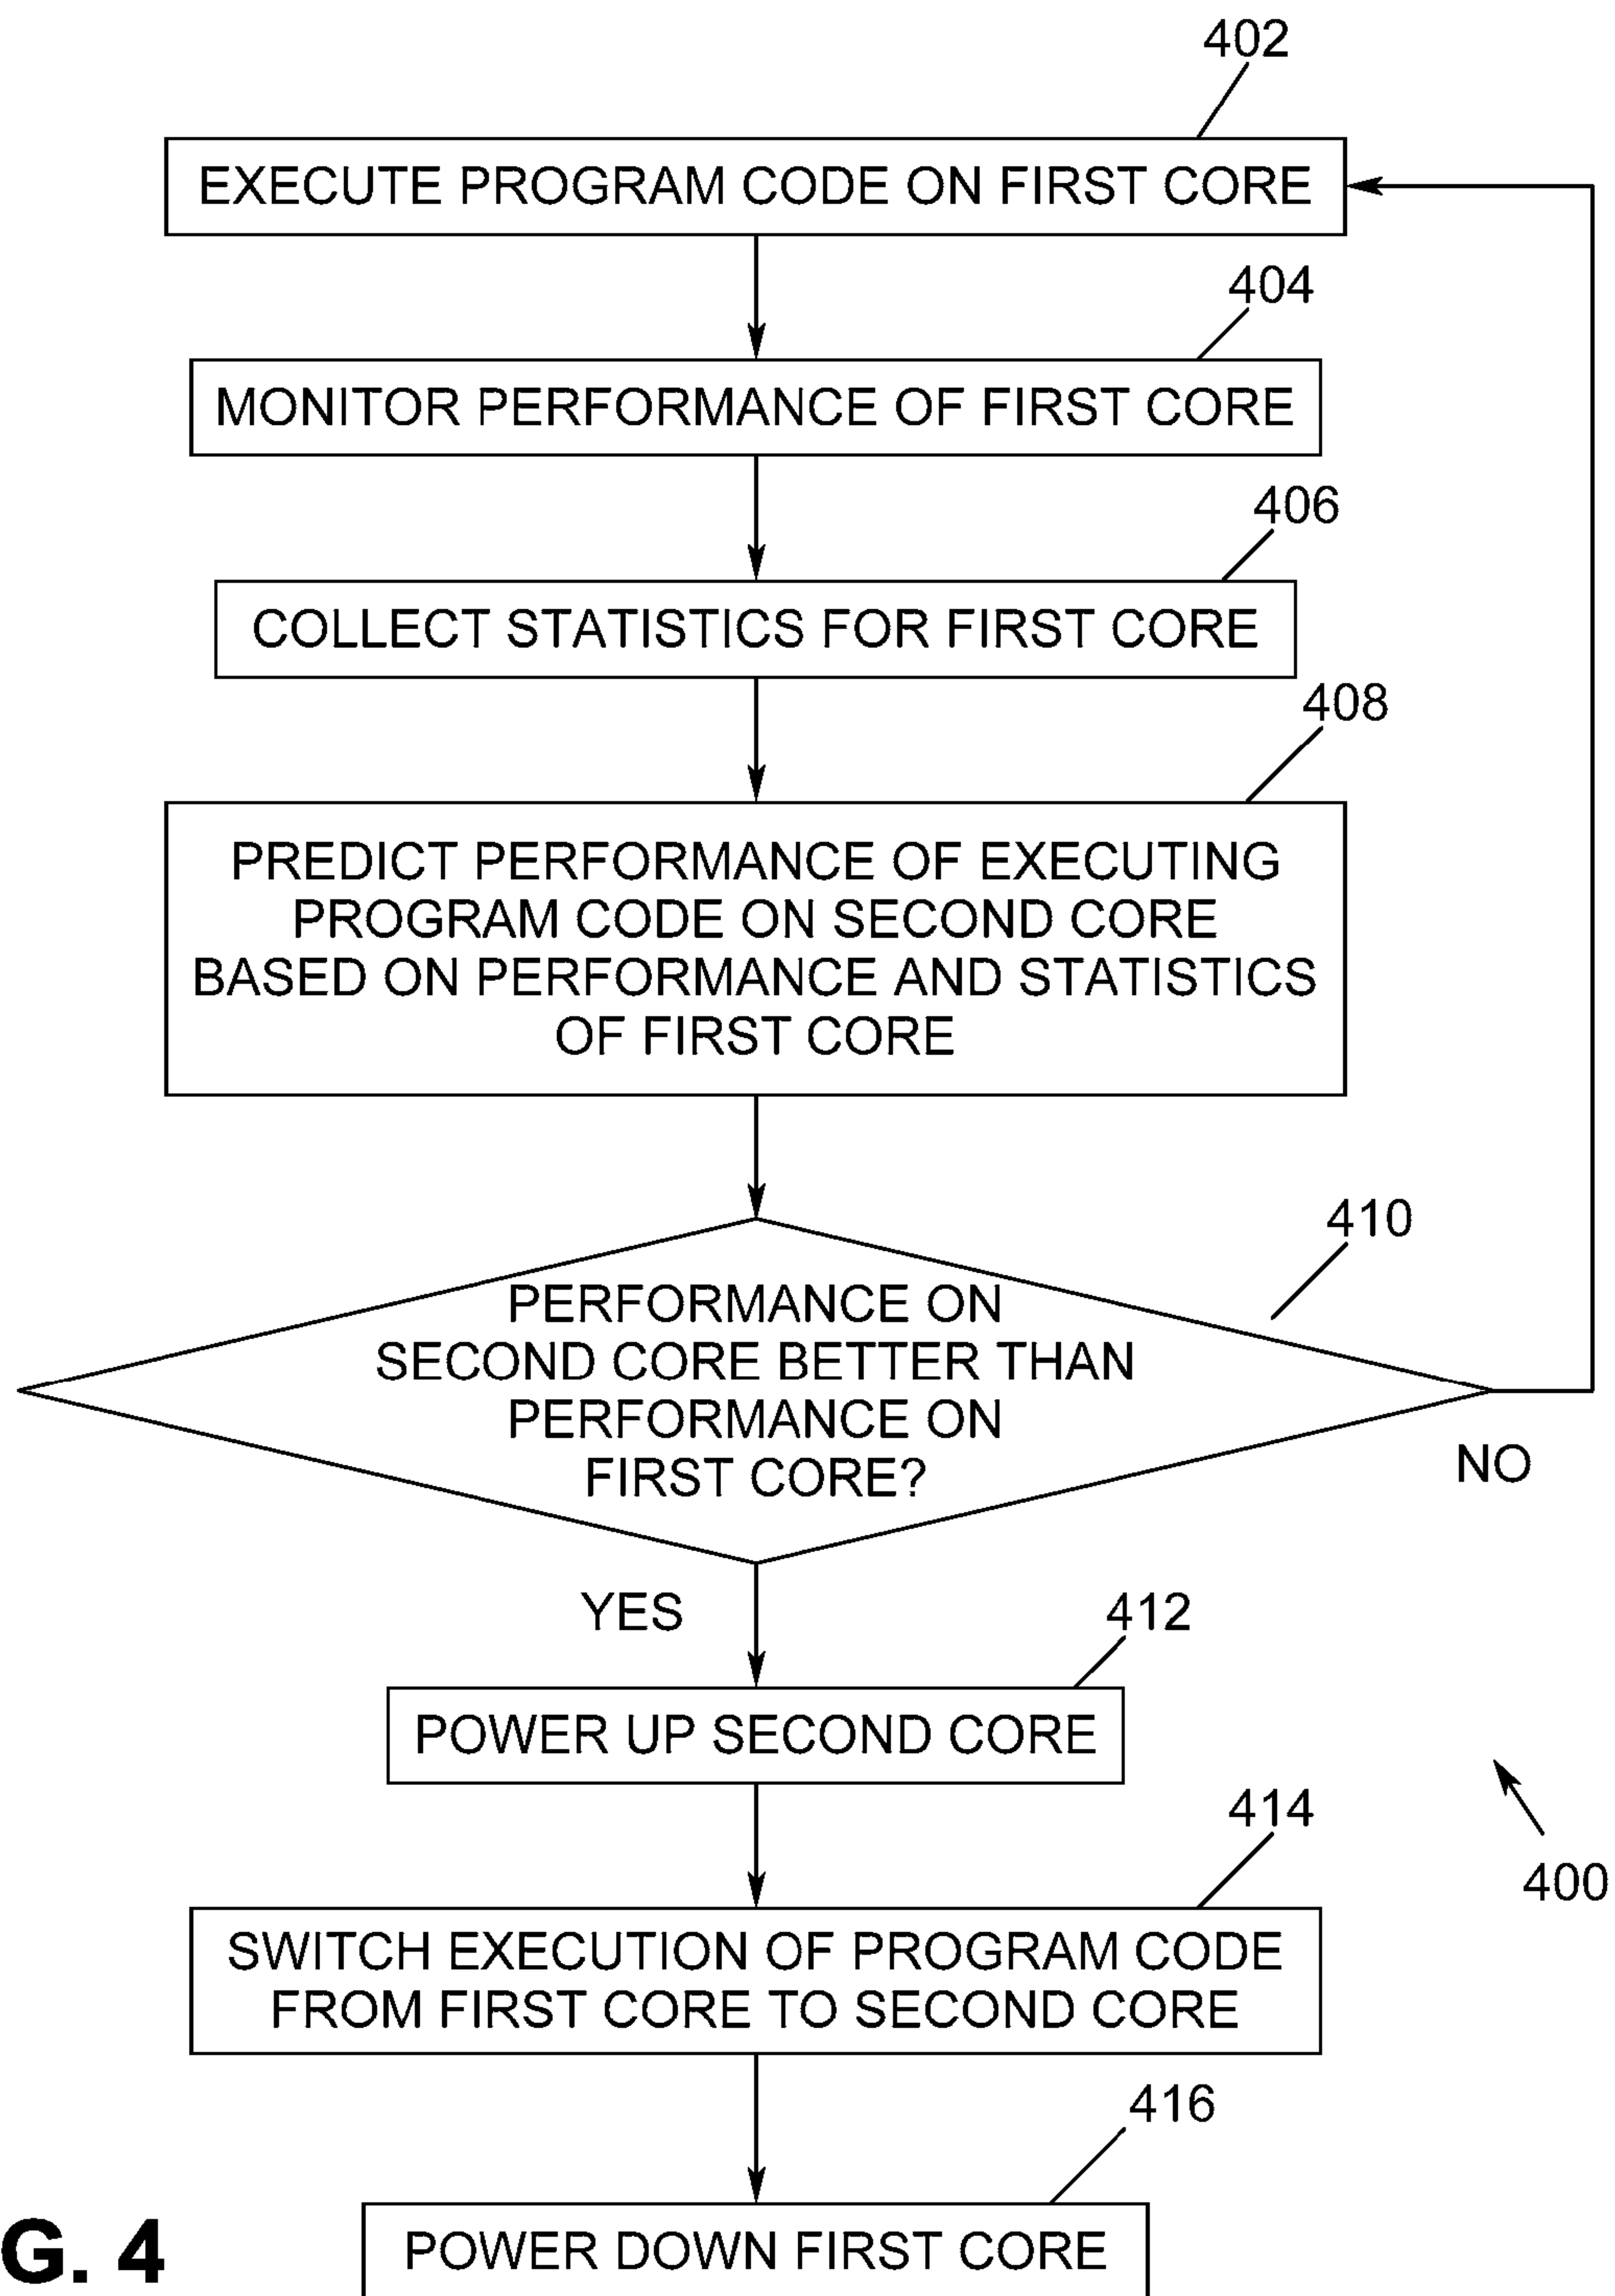 402
EXECUTE PROGRAM CODE ON FIRST CORE
404
MONITOR PERFORMANCE OF FIRST CORE
406
COLLECT STATISTICS FOR FIRST CORE
408
PREDICT PERFORMANCE OF EXECUTING
PROGRAM CODE ON SECOND CORE
BASED ON PERFORMANCE AND STATISTICS
OF FIRST CORE
410
PERFORMANCE ON
SECOND CORE BETTER THAN
PERFORMANCE ON
FIRST CORE?
NO
YES
412
POWER UP SECOND CORE
414
400
SWITCH EXECUTION OF PROGRAM CODE
FROM FIRST CORE TO SECOND CORE
416
POWER DOWN FIRST CORE
G. 4